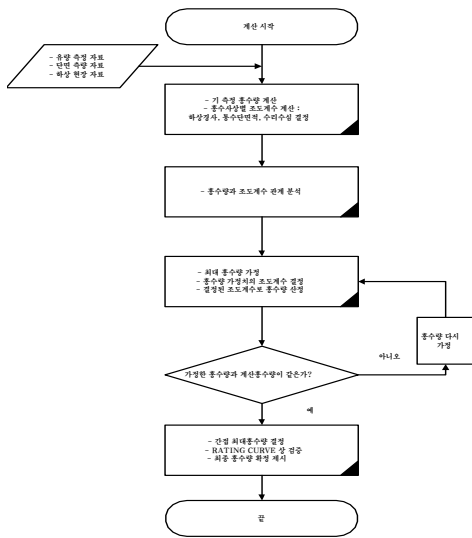 계산 시작
- 유량 측정 자료
- 단면 측량 자료
- 하상 현장 자료
- 기 측정 홍수량 계산
- 홍수사상별 조도계수 계산 :
하상경사, 통수단면적, 수리수심 결정
- 홍수량과 조도계수 관계 분석
- 최대 홍수량 가정
- 홍수량 가정치의 조도계수 결정
- 결정된 조도계수로 홍수량 산정
홍수량 다시
가정
아니오
가정한 홍수량과 계산홍수량이 같은가?
예
- 간접 최대홍수량 결정
- RATING CURVE 상 검증
- 최종 홍수량 확정 제시
끝